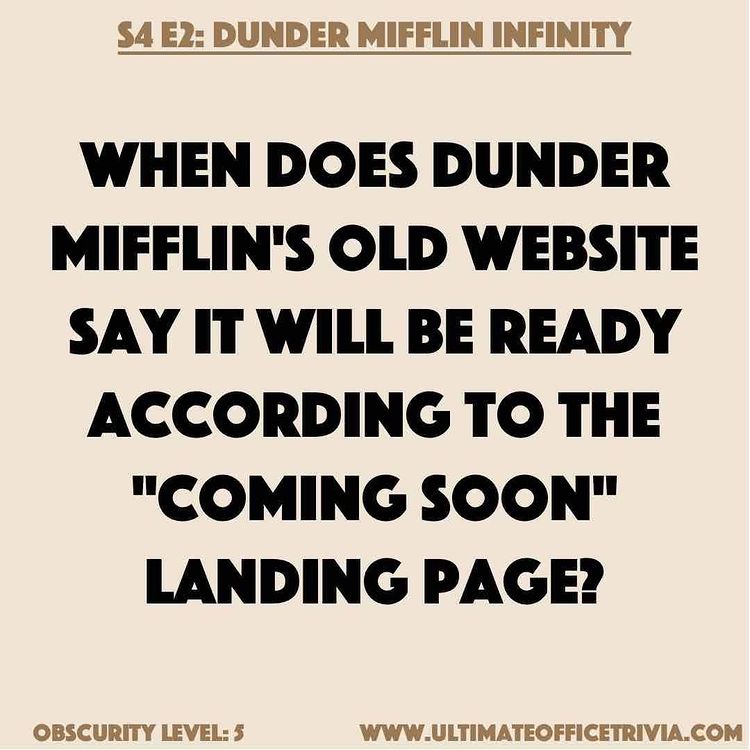 S4 E2: DUNDER MIFFLIN INFINITY
WHEN DOES DUNDER
MIFFLIN'S OLD WEBSITE
SAY IT WILL BE READY
ACCORDING TO THE
"COMING SOON"
LANDING PAGE?
OBSCURITY LEVEL: 5
WWW.ULTIMATEOFFICETRIVIA.COM